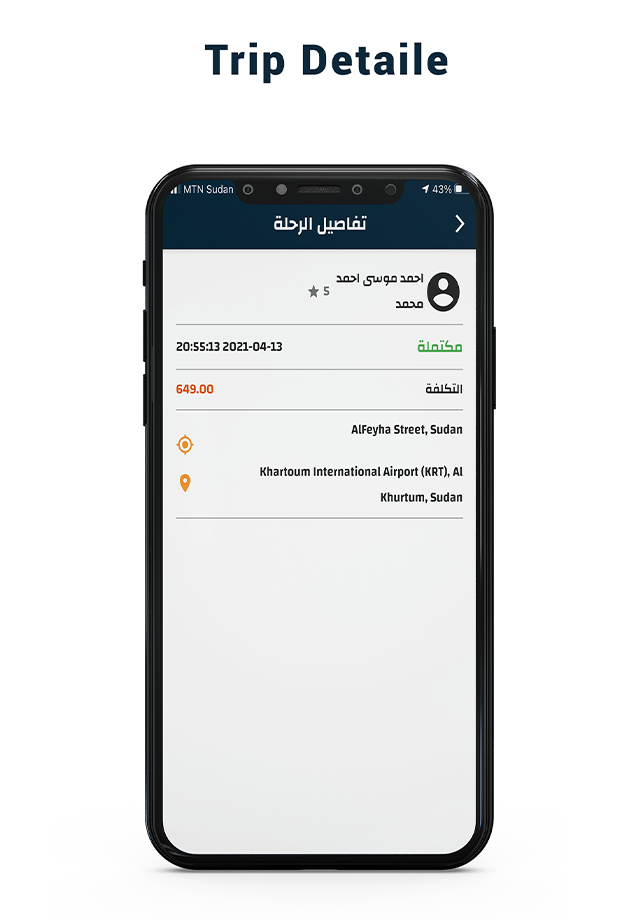 Trip Detaile
MTN Sudan
43%
تفاصيل الرحلة
احمد موسى احمد
محمد
5
مكتملة
20:55:13 2021-04-13
التكلفة
649.00
AlFeyha Street, Sudan
Khartoum International Airport (KRT), Al
Khurtum, Sudan